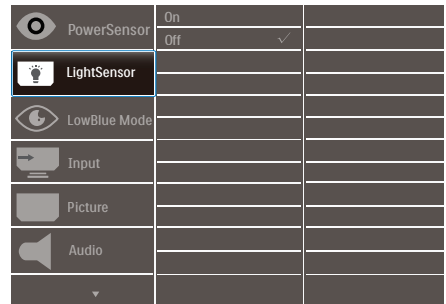 PowerSensor
On
Off
LightSensor
LowBlue Mode
Input
Picture
Audio